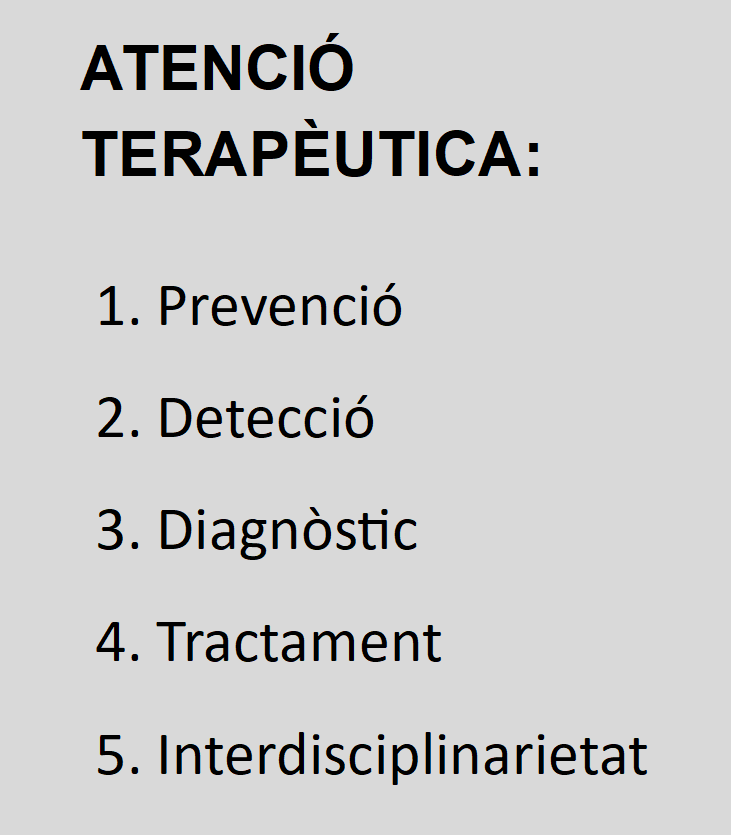 ATENCIÓ
TERAPÈUTICA:
1. Prevenció
2. Detecció
3. Diagnòstic
4. Tractament
5. Interdisciplinarietat